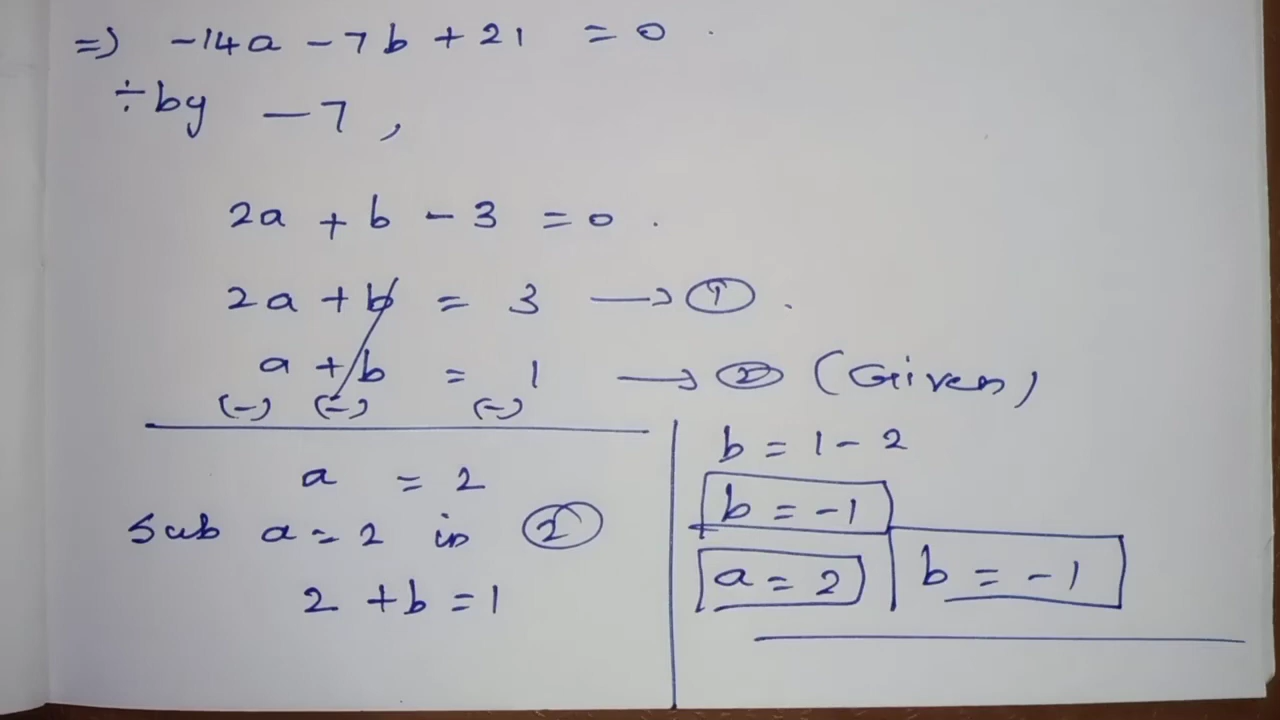 => -14a - 7b + 21 = 0 .
÷ by -7 ,
2a + b - 3 = 0 .
2a + b = 3 → ①.
a + b = 1 → ② (Given)
(-) (-) (-)
a = 2
Sub a = 2 in ②
2 + b = 1
b = 1 - 2
b = -1
a = 2 b = -1